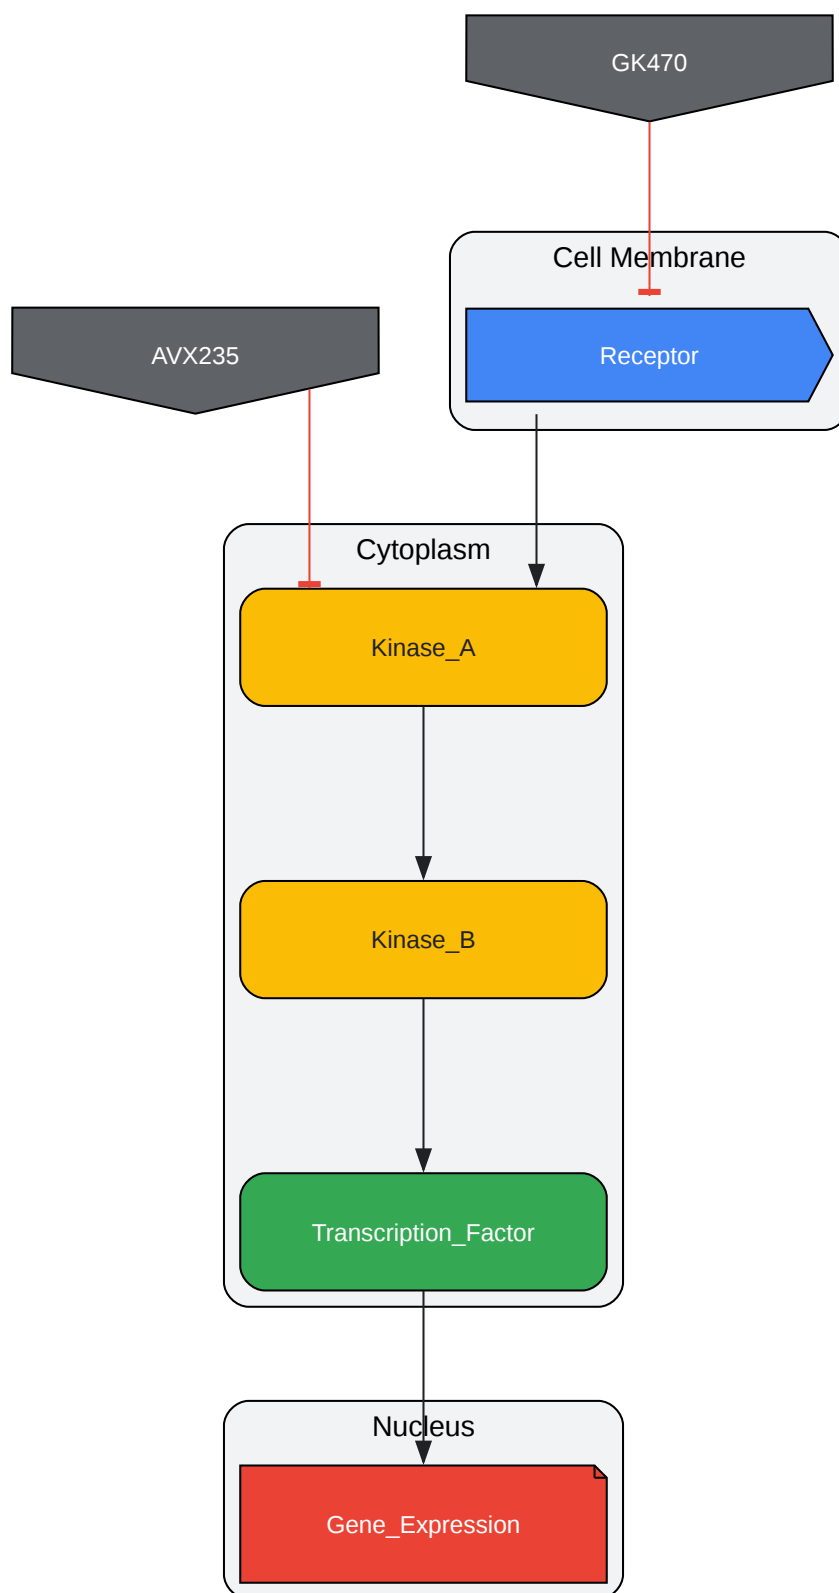 GK470
Cell Membrane
Receptor
AVX235
Cytoplasm
Kinase_A
Kinase_B
Transcription_Factor
Nucleus
Gene_Expression